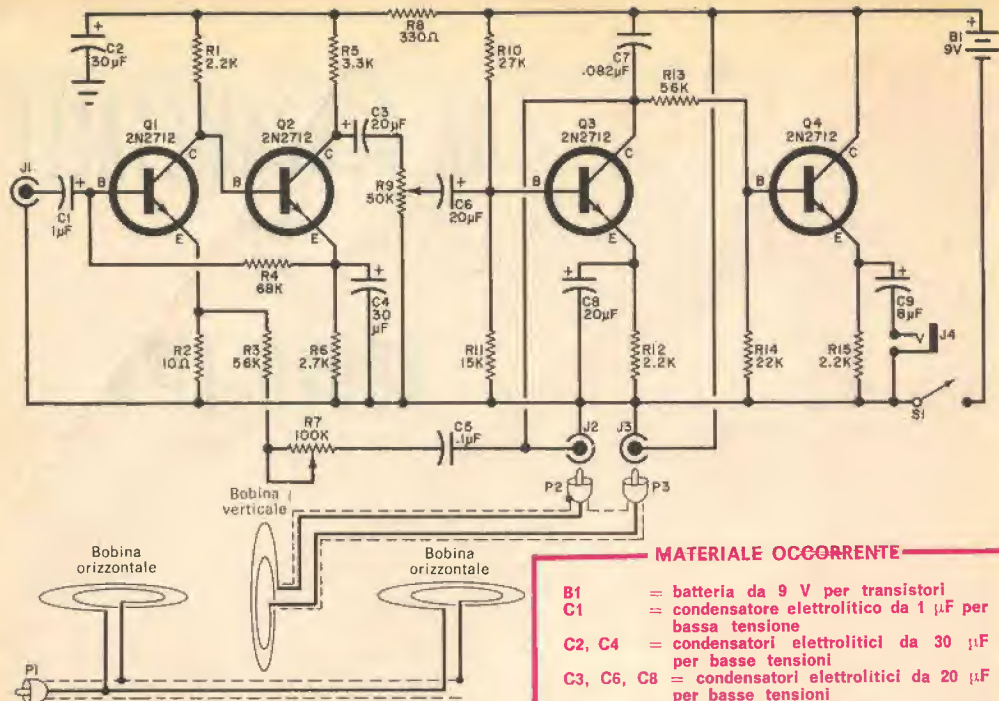 C2
30µF
R1
2.2K
R5
3.3K
R8
330Ω
R10
27K
C7
.082µF
R13
56K
B1
9V
+
Q1
2N2712
Q2
2N2712
C3
20µF
Q3
2N2712
Q4
2N2712
J1
C1
1µF
B
C
E
B
C
E
R9
50K
C6
20µF
B
C
E
B
C
E
R4
68K
C4
30
µF
C8
20µF
C9
8µF
J4
R2
10Ω
R3
56K
R6
2.7K
R11
15K
R12
2.2K
R14
22K
R15
2.2K
S1
R7
100K
C5
.1µF
J2
J3
P2
P3
Bobina
verticale
Bobina
orizzontale
Bobina
orizzontale
P1
MATERIALE OCCORRENTE
B1 = batteria da 9 V per transistori
C1 = condensatore elettrolitico da 1 µF per
bassa tensione
C2, C4 = condensatori elettrolitici da 30 µF
per basse tensioni
C3, C6, C8 = condensatori elettrolitici da 20 µF
per basse tensioni